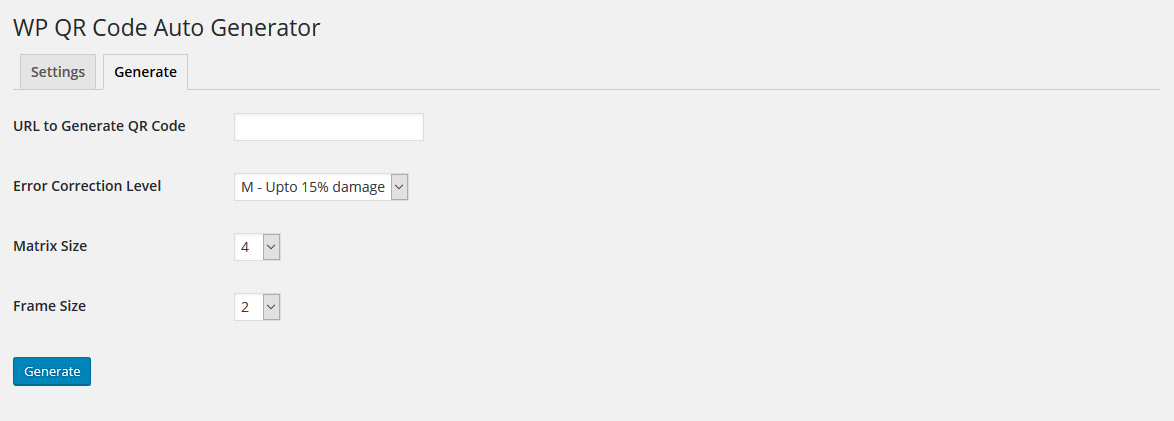 WP QR Code Auto Generator
Settings Generate
URL to Generate QR Code
Error Correction Level M - Upto 15% damage
Matrix Size 4
Frame Size 2
Generate